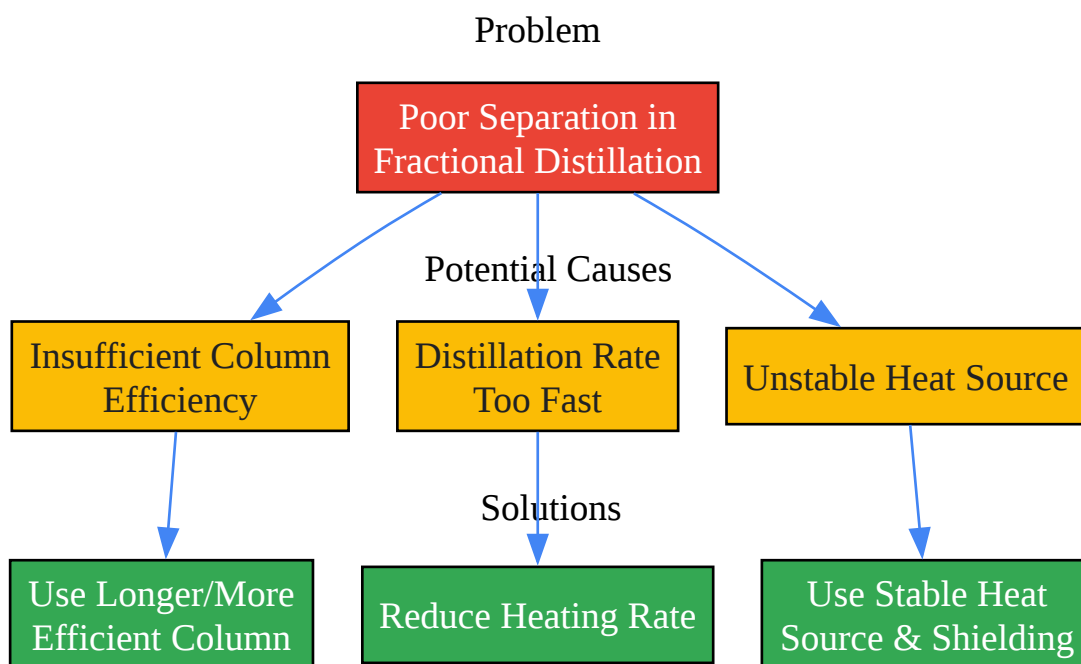 Problem
Poor Separation in
Fractional Distillation
Potential Causes
Insufficient Column
Efficiency
Distillation Rate
Too Fast
Unstable Heat Source
Solutions
Use Longer/More
Efficient Column
Reduce Heating Rate
Use Stable Heat
Source & Shielding